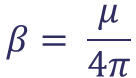 β = μ / 4π